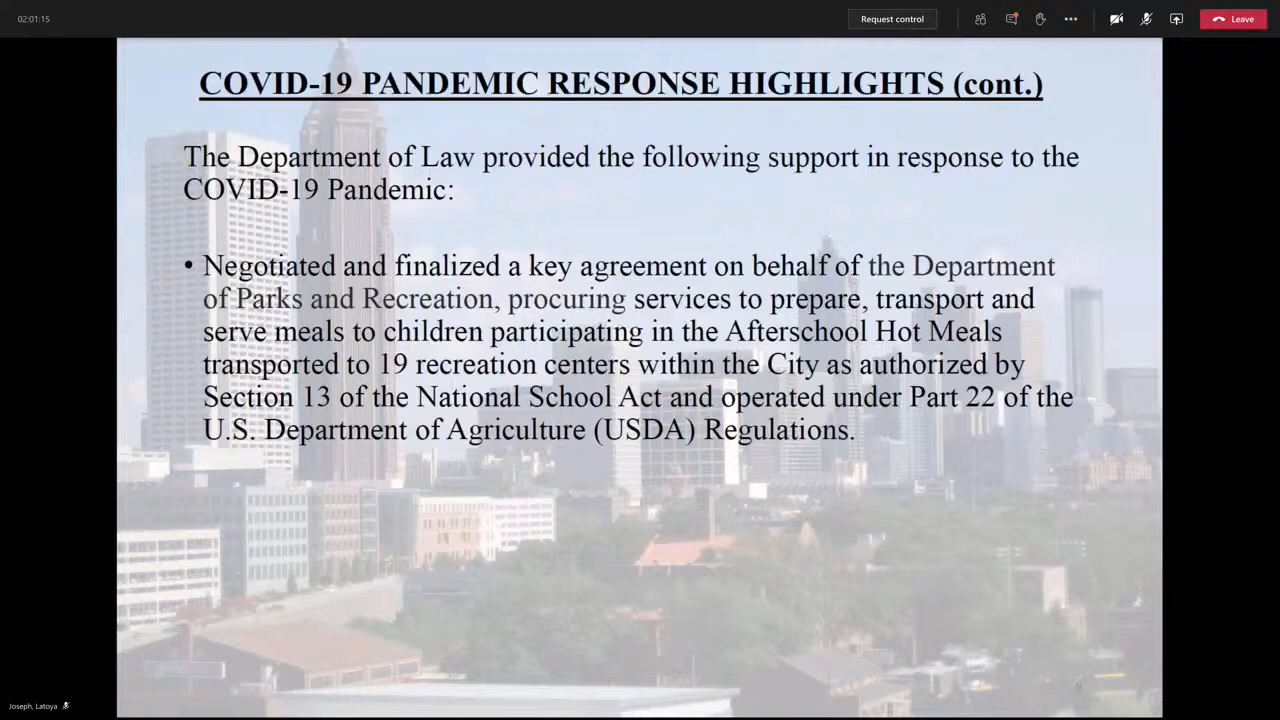 02:01:15
Request control
Leave
COVID-19 PANDEMIC RESPONSE HIGHLIGHTS (cont.)
The Department of Law provided the following support in response to the
COVID-19 Pandemic:
• Negotiated and finalized a key agreement on behalf of the Department
of Parks and Recreation, procuring services to prepare, transport and
serve meals to children participating in the Afterschool Hot Meals
transported to 19 recreation centers within the City as authorized by
Section 13 of the National School Act and operated under Part 22 of the
U.S. Department of Agriculture (USDA) Regulations.
Joseph, Latoya